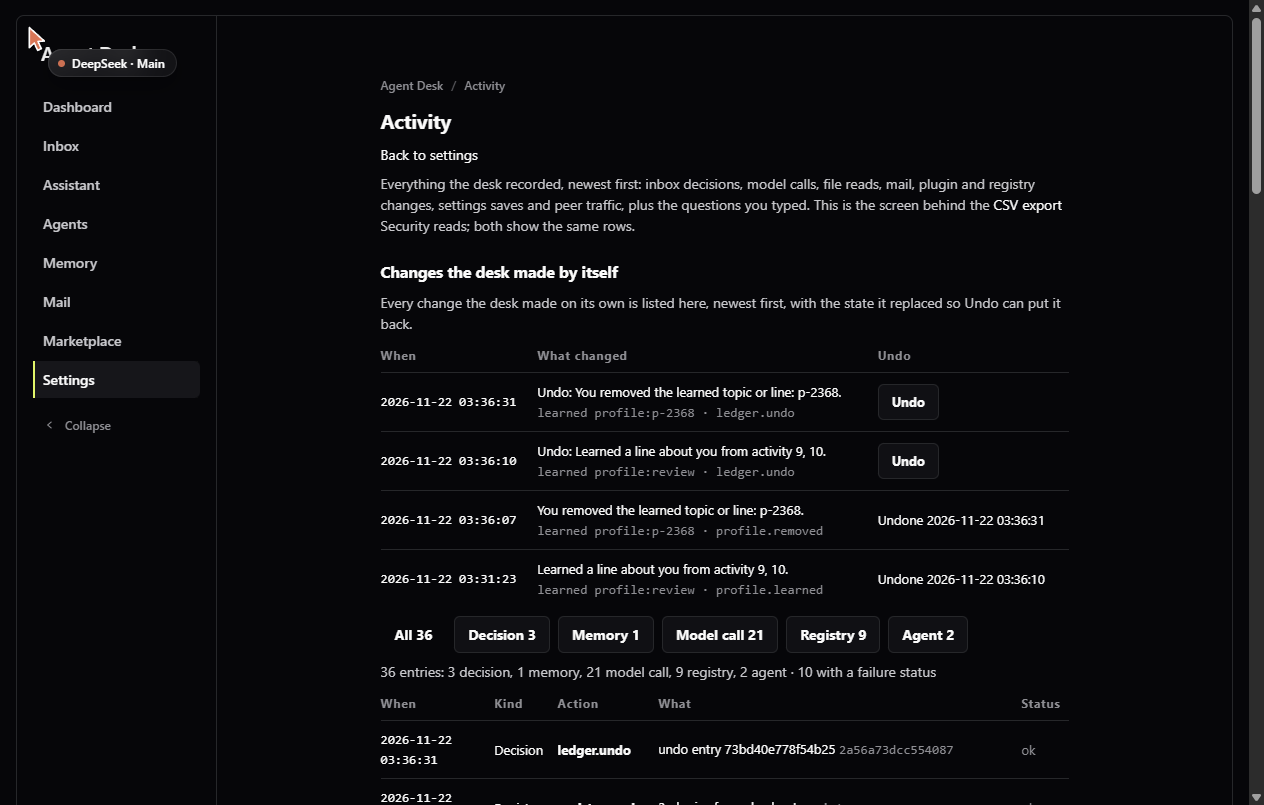 DeepSeek · Main
Dashboard
Inbox
Assistant
Agents
Memory
Mail
Marketplace
Settings
Collapse
Agent Desk / Activity
Activity
Back to settings
Everything the desk recorded, newest first: inbox decisions, model calls, file reads, mail, plugin and registry
changes, settings saves and peer traffic, plus the questions you typed. This is the screen behind the CSV export
Security reads; both show the same rows.
Changes the desk made by itself
Every change the desk made on its own is listed here, newest first, with the state it replaced so Undo can put it
back.
When What changed Undo
2026-11-22 03:36:31 Undo: You removed the learned topic or line: p-2368. Undo
learned profile:p-2368 · ledger.undo
2026-11-22 03:36:10 Undo: Learned a line about you from activity 9, 10. Undo
learned profile:review · ledger.undo
2026-11-22 03:36:07 You removed the learned topic or line: p-2368. Undone 2026-11-22 03:36:31
learned profile:p-2368 · profile.removed
2026-11-22 03:31:23 Learned a line about you from activity 9, 10. Undone 2026-11-22 03:36:10
learned profile:review · profile.learned
All 36 Decision 3 Memory 1 Model call 21 Registry 9 Agent 2
36 entries: 3 decision, 1 memory, 21 model call, 9 registry, 2 agent · 10 with a failure status
When Kind Action What Status
2026-11-22
03:36:31 Decision ledger.undo undo entry 73bd40e778f54b25 2a56a73dcc554087 ok
2026-11-22